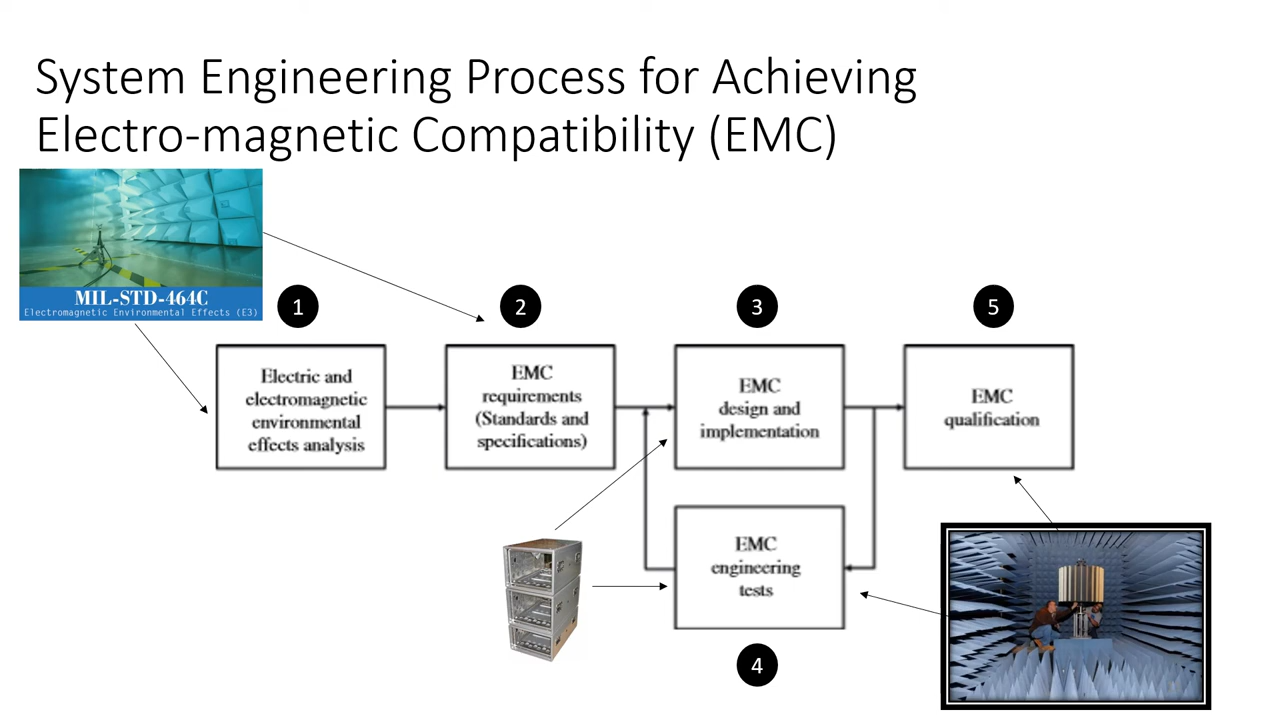 System Engineering Process for Achieving
Electro-magnetic Compatibility (EMC)
MIL-STD-464C
Electromagnetic Environmental Effects (E3)
1
2
3
5
Electric and
electromagnetic
environmental
effects analysis
EMC
requirements
(Standards and
specifications)
EMC
design and
implementation
EMC
qualification
EMC
engineering
tests
4